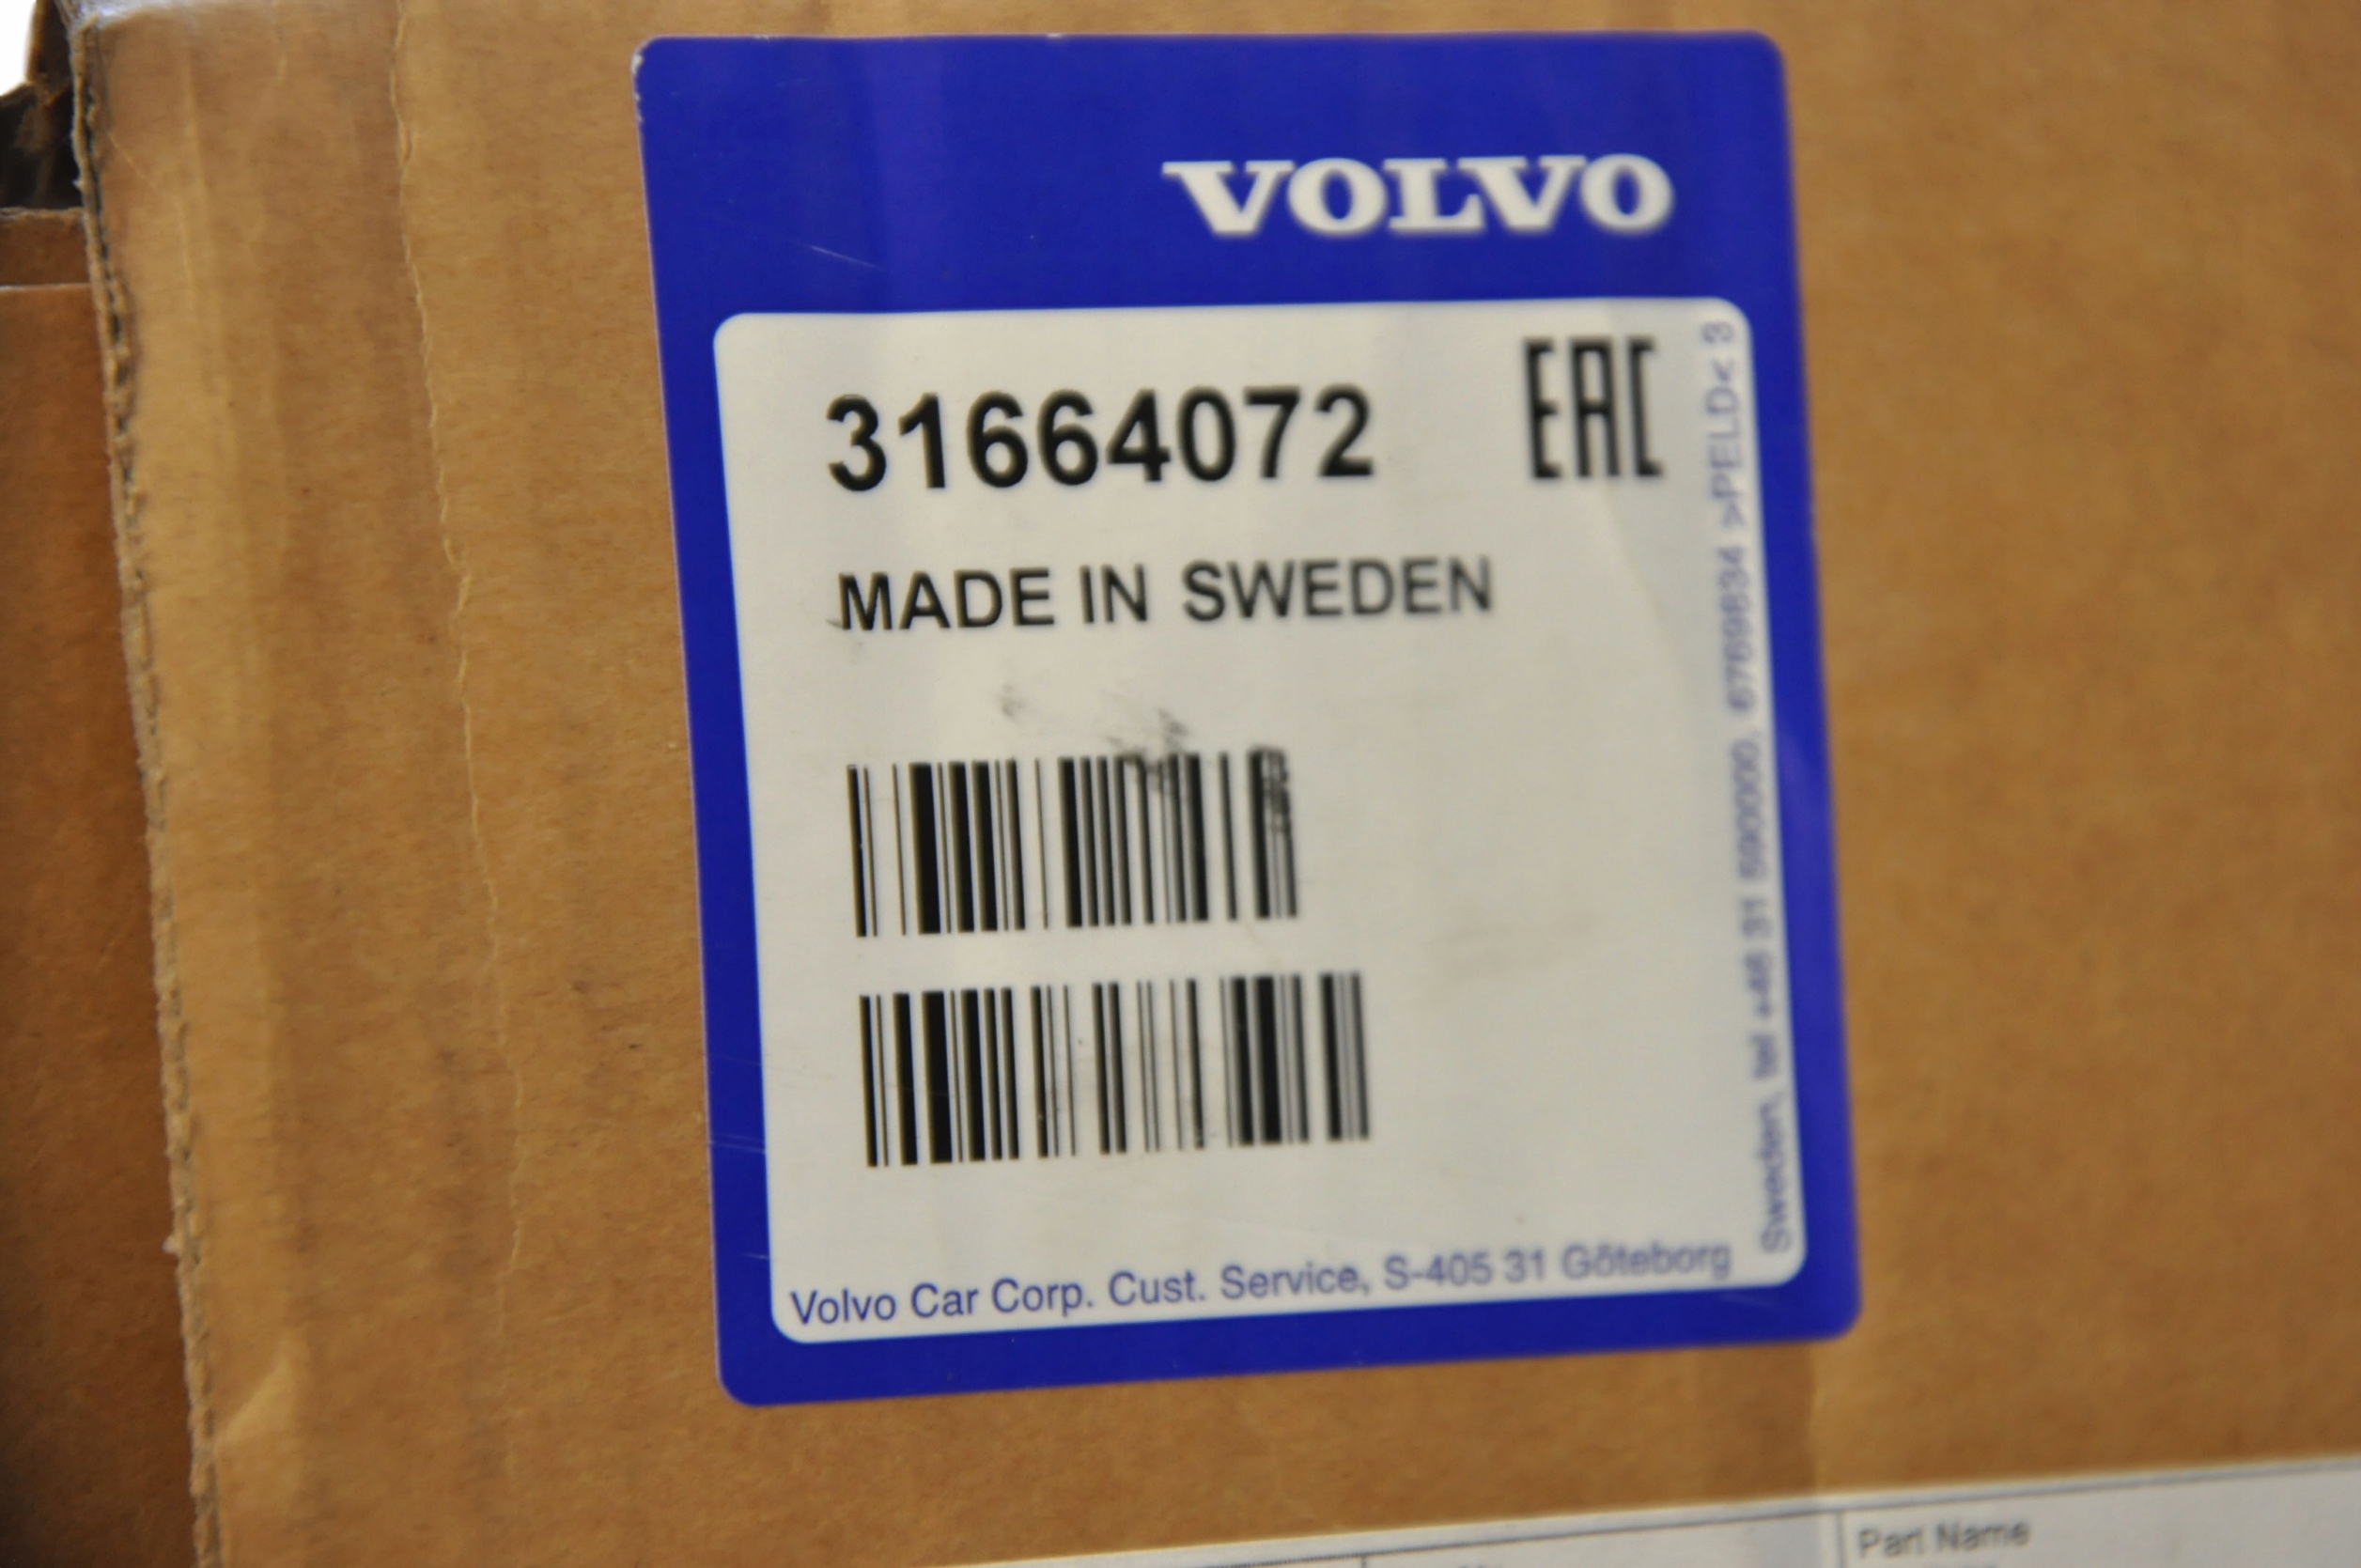 VOLVO
31664072
EAC
MADE IN SWEDEN
Volvo Car Corp. Cust. Service, S-405 31 Göteborg
Sweden, tel +46 31 590000. 6769834 >PELD< 3
Part Name